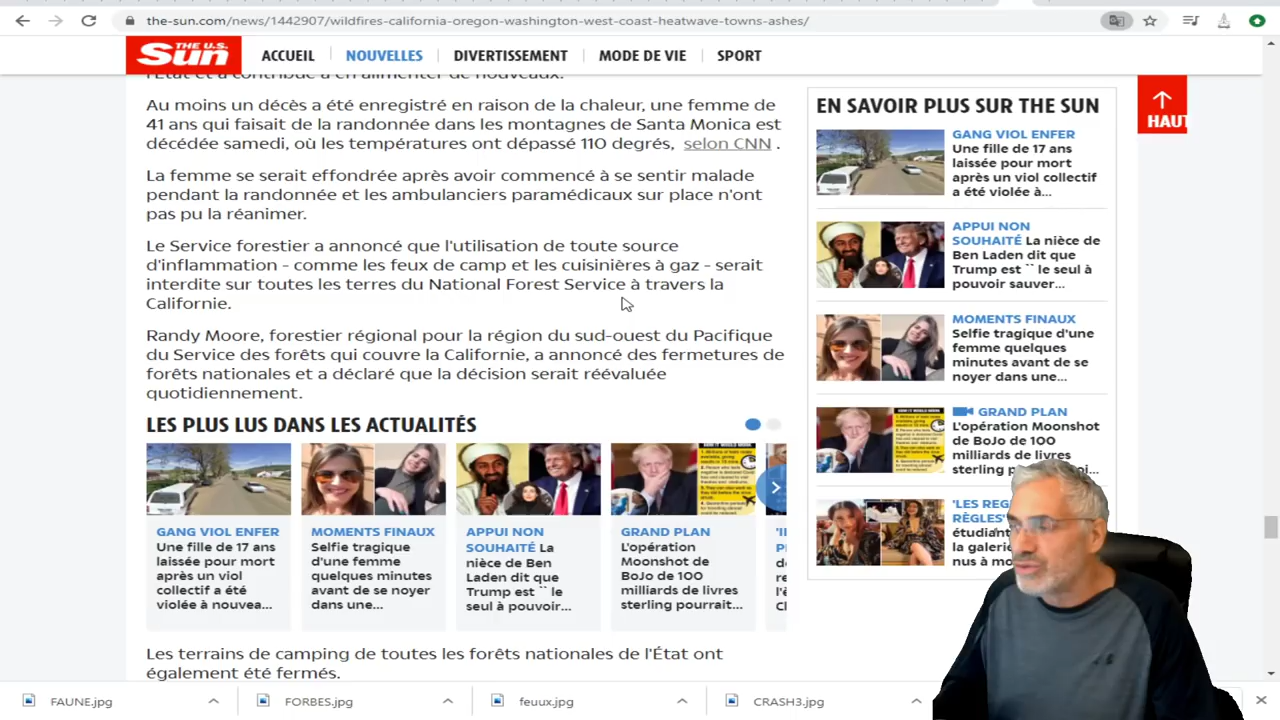 the-sun.com/news/1442907/wildfires-california-oregon-washington-west-coast-heatwave-towns-ashes/
THE U.S.
Sun
ACCUEIL
NOUVELLES
DIVERTISSEMENT
MODE DE VIE
SPORT
l'État et a contribué à en alimenter de nouveaux.
Au moins un décès a été enregistré en raison de la chaleur, une femme de
41 ans qui faisait de la randonnée dans les montagnes de Santa Monica est
décédée samedi, où les températures ont dépassé 110 degrés, selon CNN .
La femme se serait effondrée après avoir commencé à se sentir malade
pendant la randonnée et les ambulanciers paramédicaux sur place n'ont
pas pu la réanimer.
Le Service forestier a annoncé que l'utilisation de toute source
d'inflammation - comme les feux de camp et les cuisinières à gaz - serait
interdite sur toutes les terres du National Forest Service à travers la
Californie.
Randy Moore, forestier régional pour la région du sud-ouest du Pacifique
du Service des forêts qui couvre la Californie, a annoncé des fermetures de
forêts nationales et a déclaré que la décision serait réévaluée
quotidiennement.
LES PLUS LUS DANS LES ACTUALITÉS
GANG VIOL ENFER
Une fille de 17 ans
laissée pour mort
après un viol
collectif a été
violée à nouvea...
MOMENTS FINAUX
Selfie tragique
d'une femme
quelques minutes
avant de se noyer
dans une...
APPUI NON
SOUHAITÉ La
nièce de Ben
Laden dit que
Trump est `` le
seul à pouvoir...
GRAND PLAN
L'opération
Moonshot de
BoJo de 100
milliards de livres
sterling pourrait...
Les terrains de camping de toutes les forêts nationales de l'État ont
également été fermés.
EN SAVOIR PLUS SUR THE SUN
GANG VIOL ENFER
Une fille de 17 ans
laissée pour mort
après un viol collectif
a été violée à...
APPUI NON
SOUHAITÉ La nièce de
Ben Laden dit que
Trump est `` le seul à
pouvoir sauver...
MOMENTS FINAUX
Selfie tragique d'une
femme quelques
minutes avant de se
noyer dans une...
GRAND PLAN
L'opération Moonshot
de BoJo de 100
milliards de livres
sterling
'LES REG
RÈGLES'
étudiant
la galerie
nus à mo
HAUT
FAUNE.jpg
FORBES.jpg
feuux.jpg
CRASH3.jpg